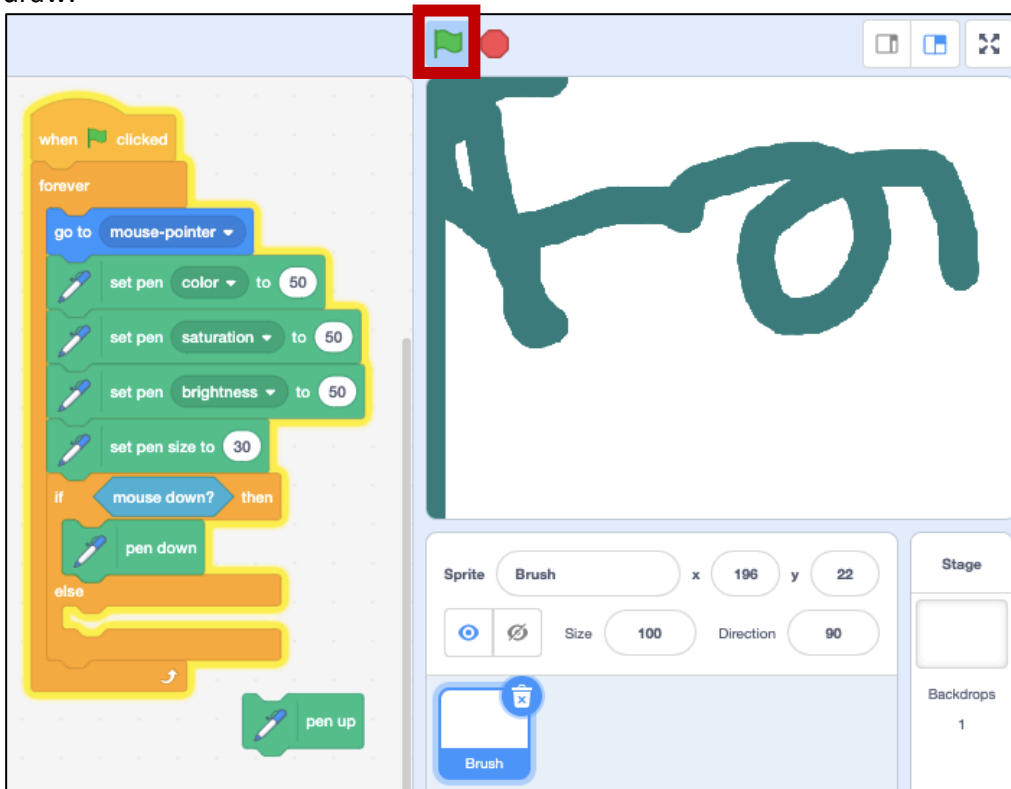 when clicked
forever
go to mouse-pointer
set pen color to 50
set pen saturation to 50
set pen brightness to 50
set pen size to 30
if mouse down? then
pen down
else
pen up
Sprite Brush x 196 y 22
Size 100 Direction 90
Brush
Stage
Backdrops
1